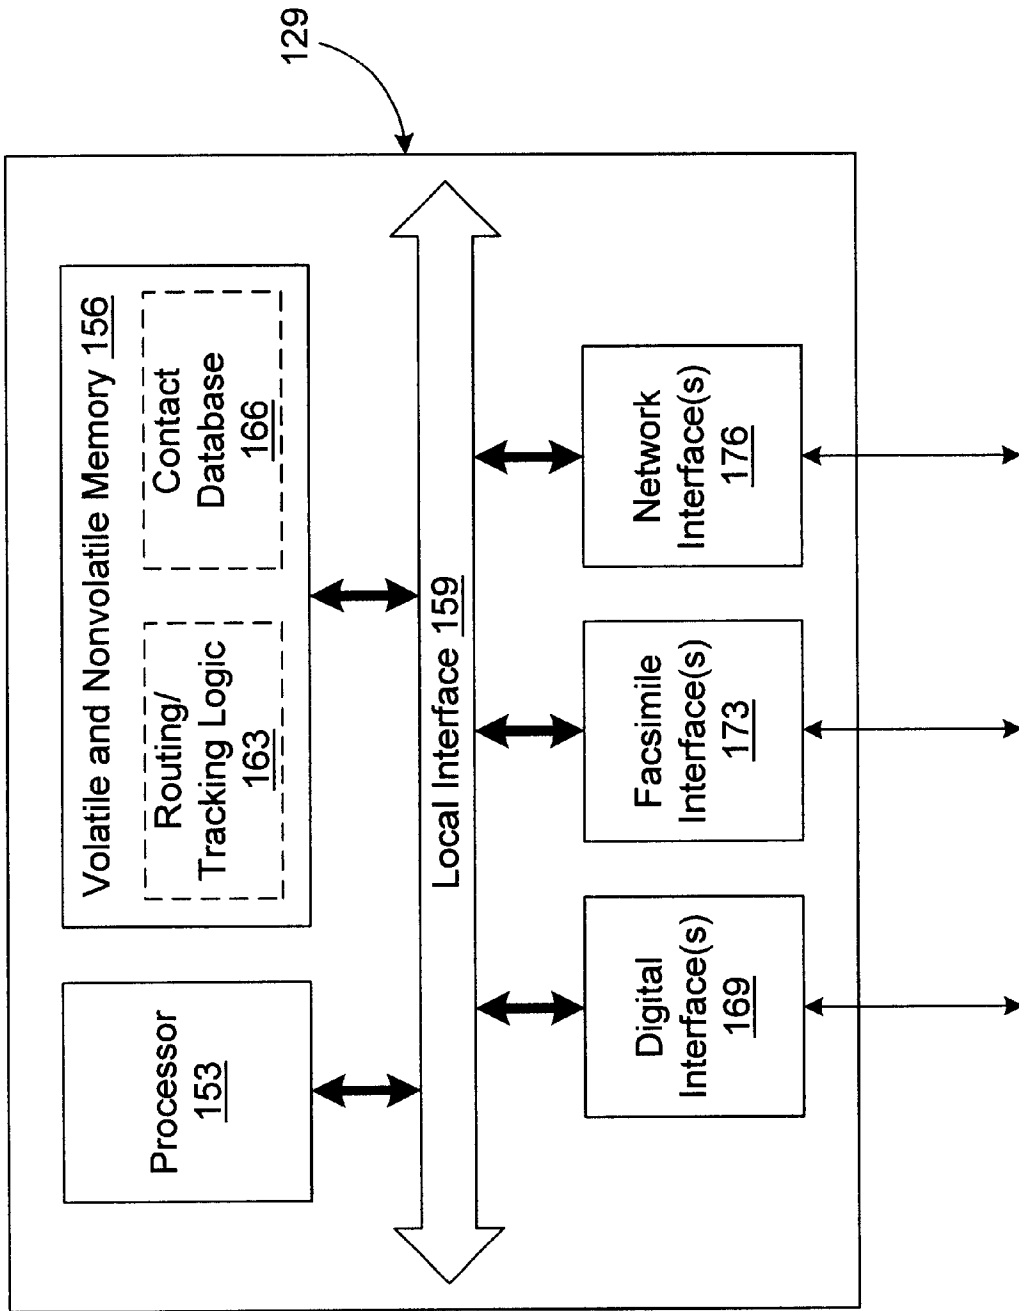 129
Processor
153
Volatile and Nonvolatile Memory 156
Routing/
Tracking Logic
163
Contact
Database
166
Local Interface 159
Digital
Interface(s)
169
Facsimile
Interface(s)
173
Network
Interface(s)
176